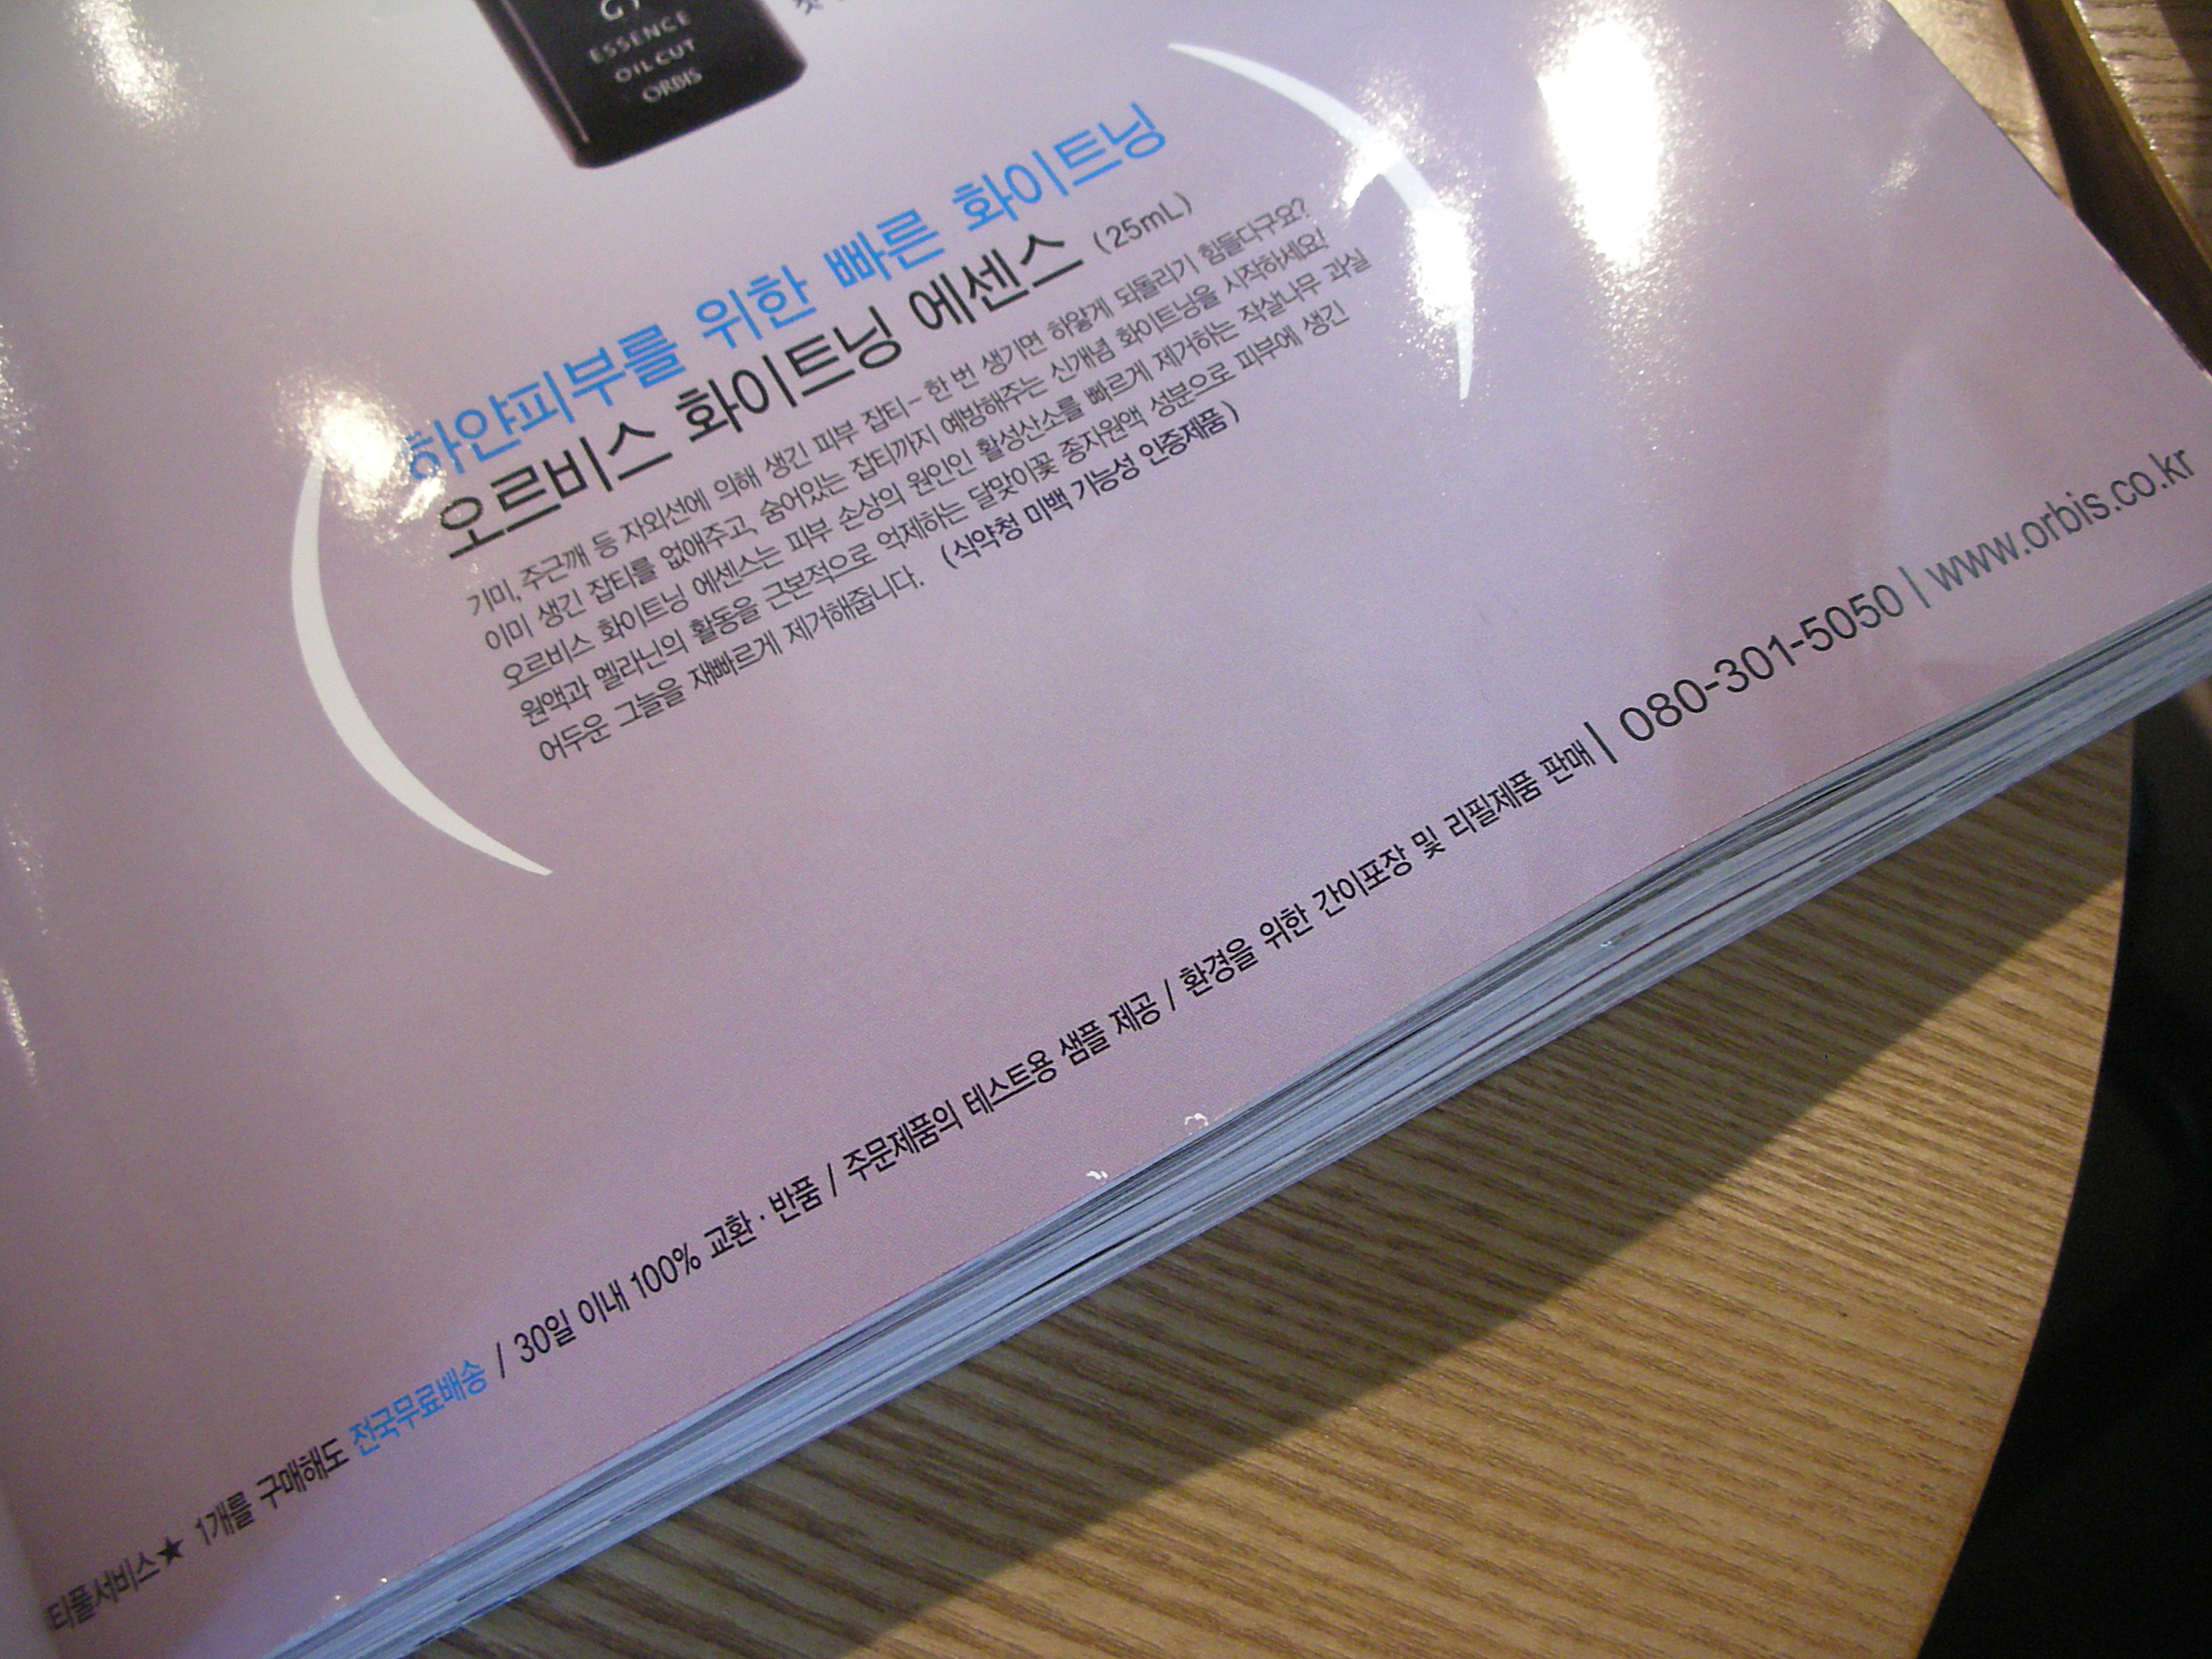 ESSENCE
OIL CUT
ORBIS
하얀피부를 위한 빠른 화이트닝
오르비스 화이트닝 에센스 (25mL)
기미, 주근깨 등 자외선에 의해 생긴 피부 잡티-한 번 생기면 하얗게 되돌리기 힘들다구요?
이미 생긴 잡티를 없애주고, 숨어있는 잡티까지 예방해주는 신개념 화이트닝을 시작하세요!
오르비스 화이트닝 에센스는 피부 손상의 원인인 활성산소를 빠르게 제거하는 작살나무 과실
원액과 멜라닌의 활동을 근본적으로 억제하는 달맞이꽃 종자원액 성분으로 피부에 생긴
어두운 그늘을 재빠르게 제거해줍니다. (식약청 미백 기능성 인증제품)
티풀서비스★ 1개를 구매해도 전국무료배송 / 30일 이내 100% 교환·반품 / 주문제품의 테스트용 샘플 제공 / 환경을 위한 간이포장 및 리필제품 판매 | 080-301-5050 | www.orbis.co.kr